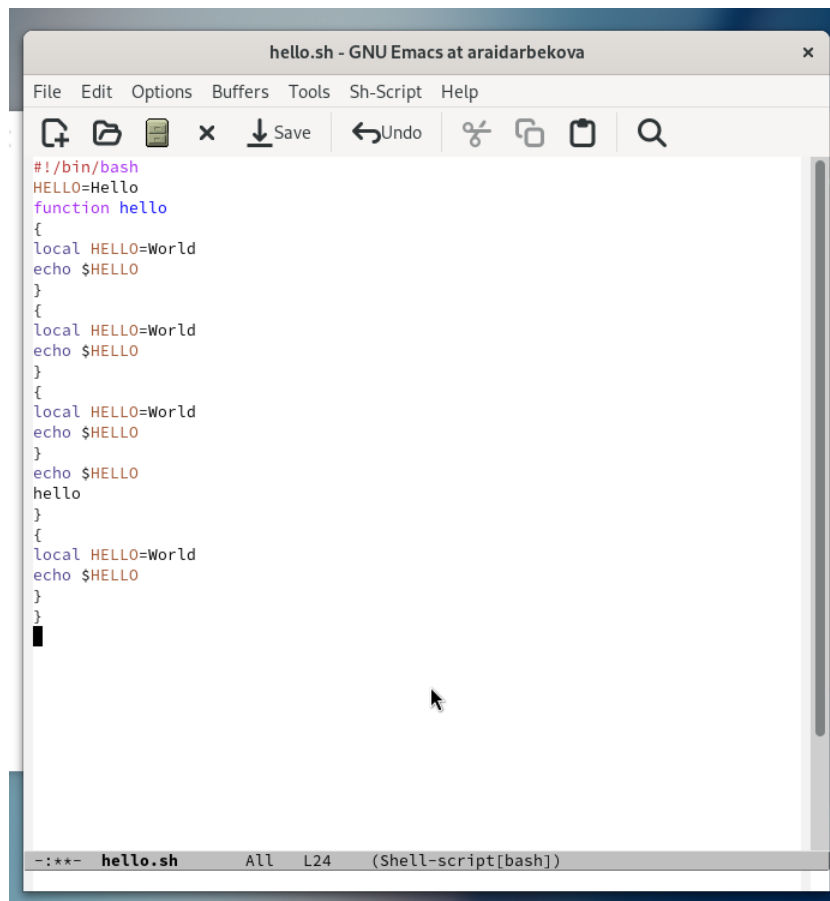 hello.sh - GNU Emacs at araidarbekova ×
File Edit Options Buffers Tools Sh-Script Help
Save Undo
#!/bin/bash
HELLO=Hello
function hello
{
local HELLO=World
echo $HELLO
}
{
local HELLO=World
echo $HELLO
}
{
local HELLO=World
echo $HELLO
}
echo $HELLO
hello
}
{
local HELLO=World
echo $HELLO
}
}
-:**- hello.sh All L24 (Shell-script[bash])